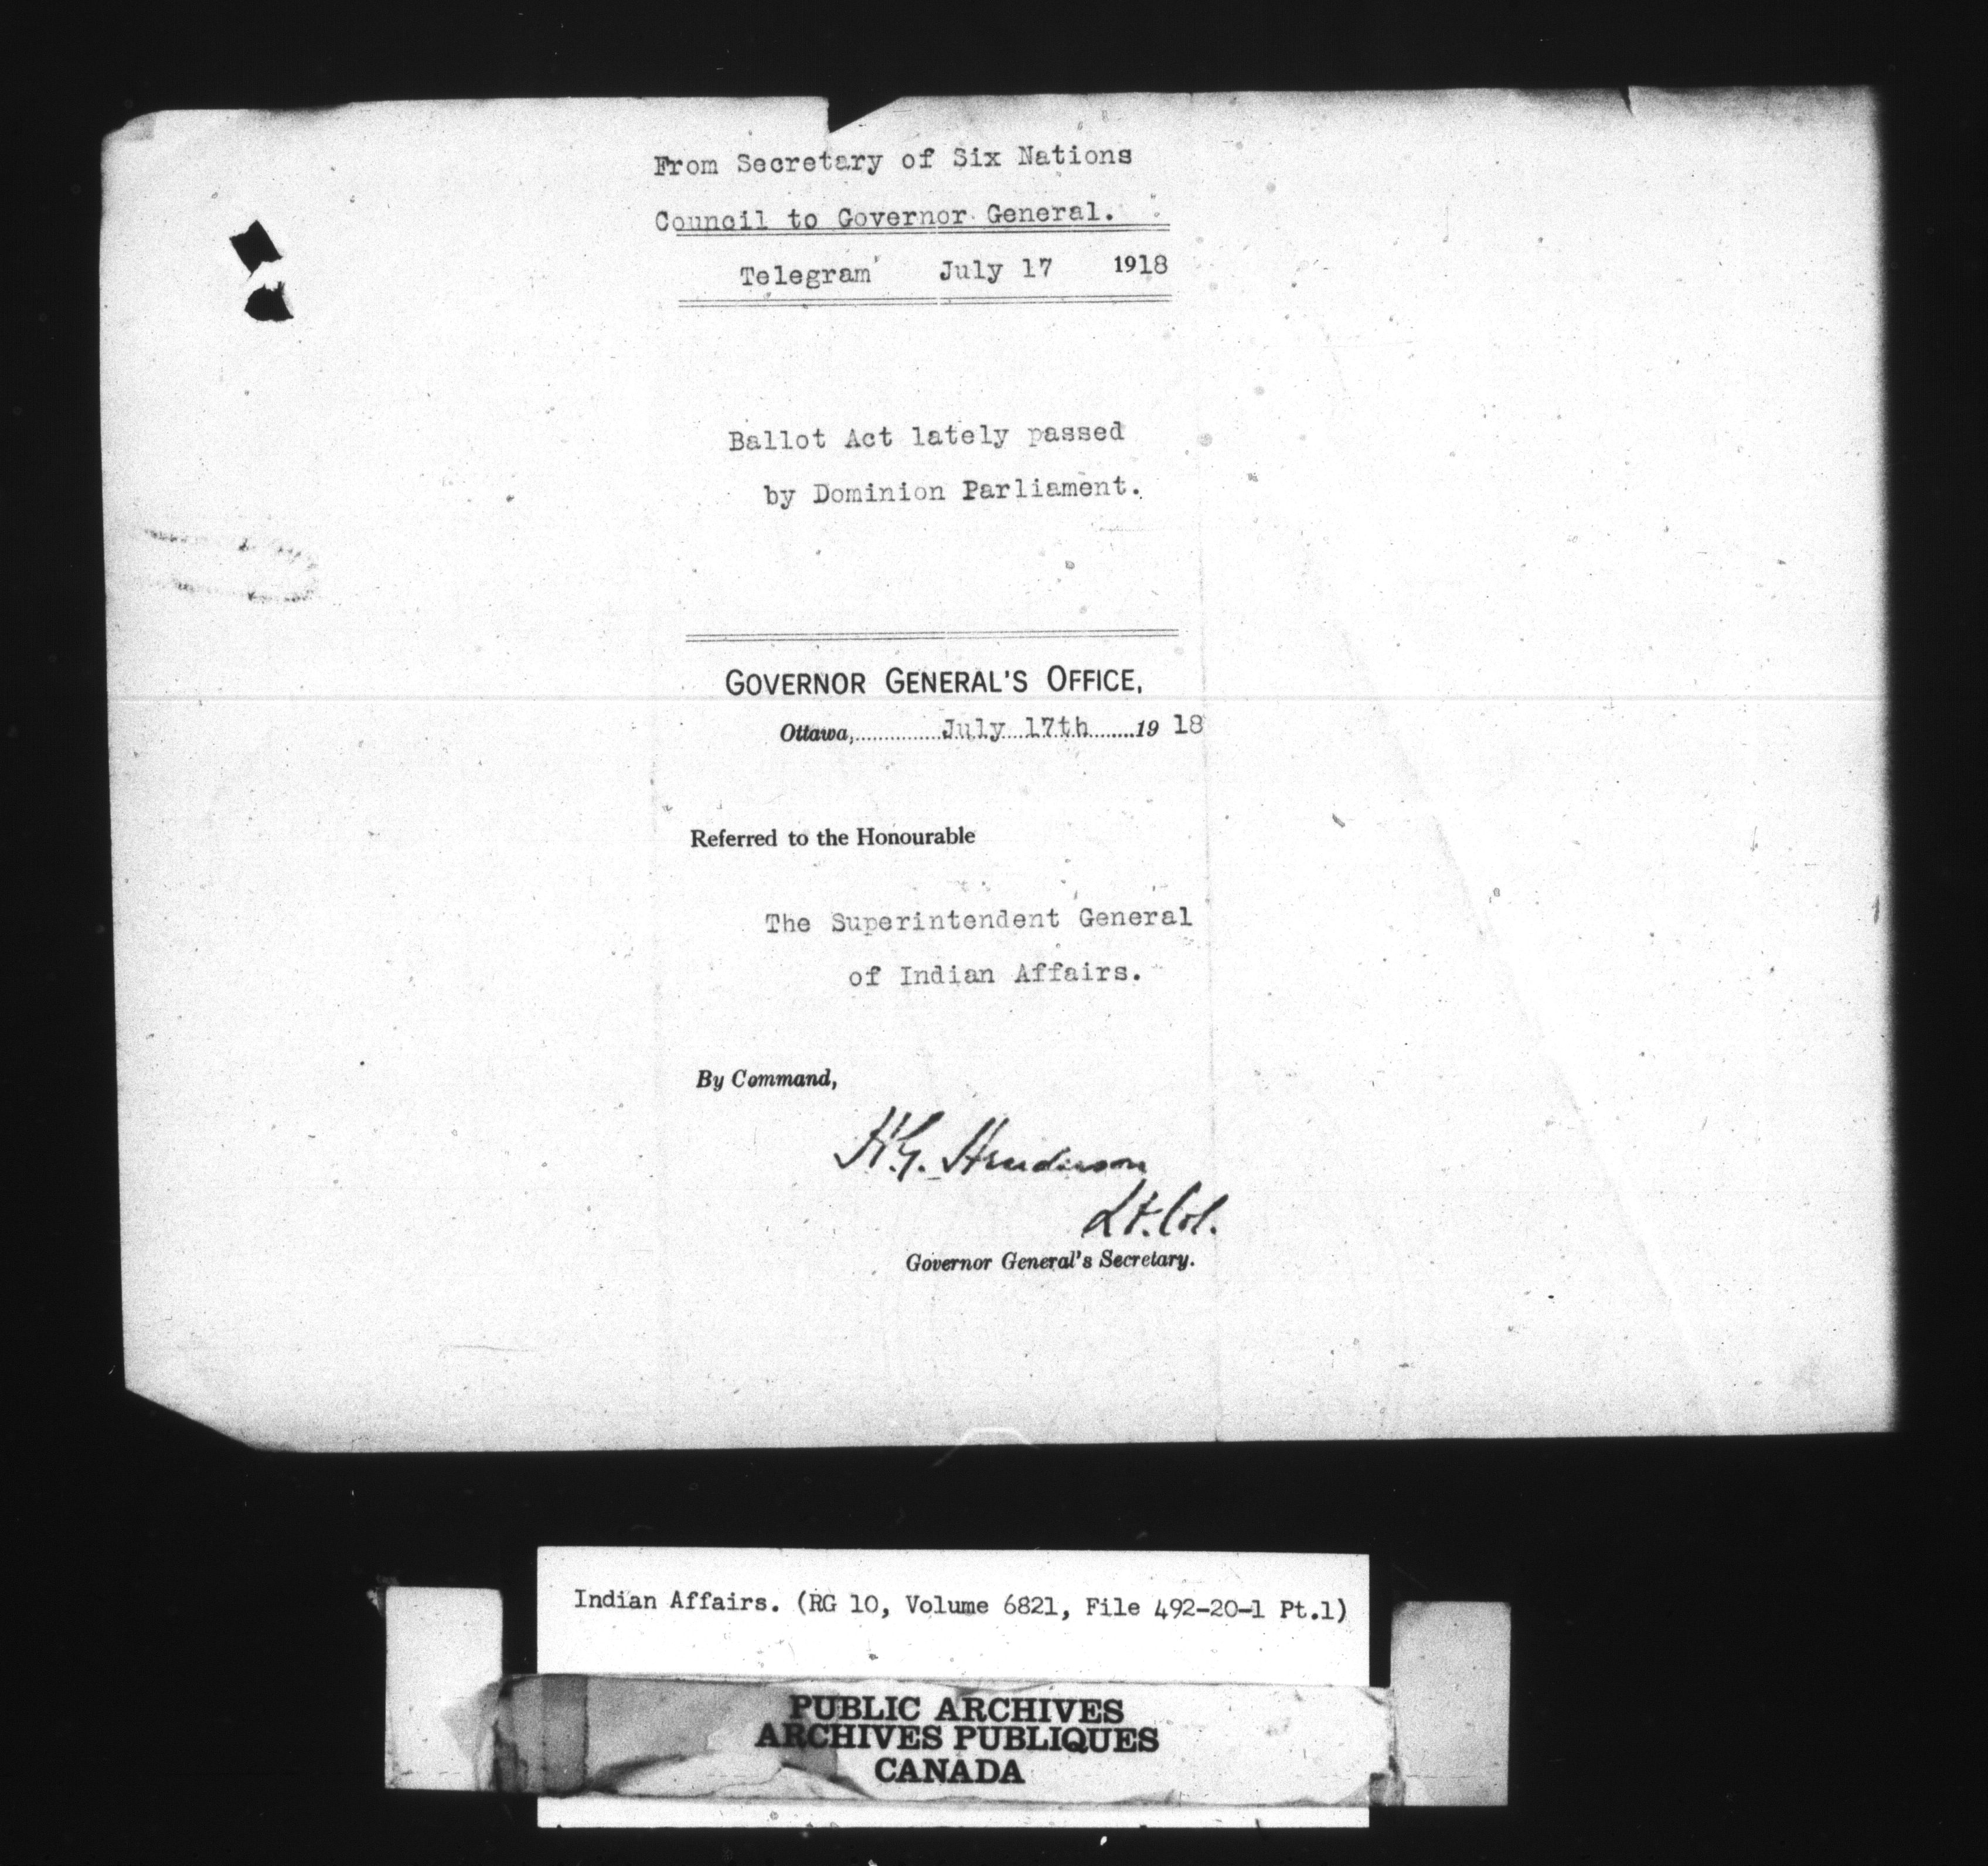 From Secretary of Six Nations
Council to Governor General.
Telegram July 17 1918
Ballot Act lately passed
by Dominion Parliament.
GOVERNOR GENERAL'S OFFICE,
Ottawa, July 17th 19 18
Referred to the Honourable
The Superintendent General
of Indian Affairs.
By Command,
H.G. Henderson
Lt. Col.
Governor General's Secretary.
Indian Affairs. (RG 10, Volume 6821, File 492-20-1 Pt.1)
PUBLIC ARCHIVES
ARCHIVES PUBLIQUES
CANADA